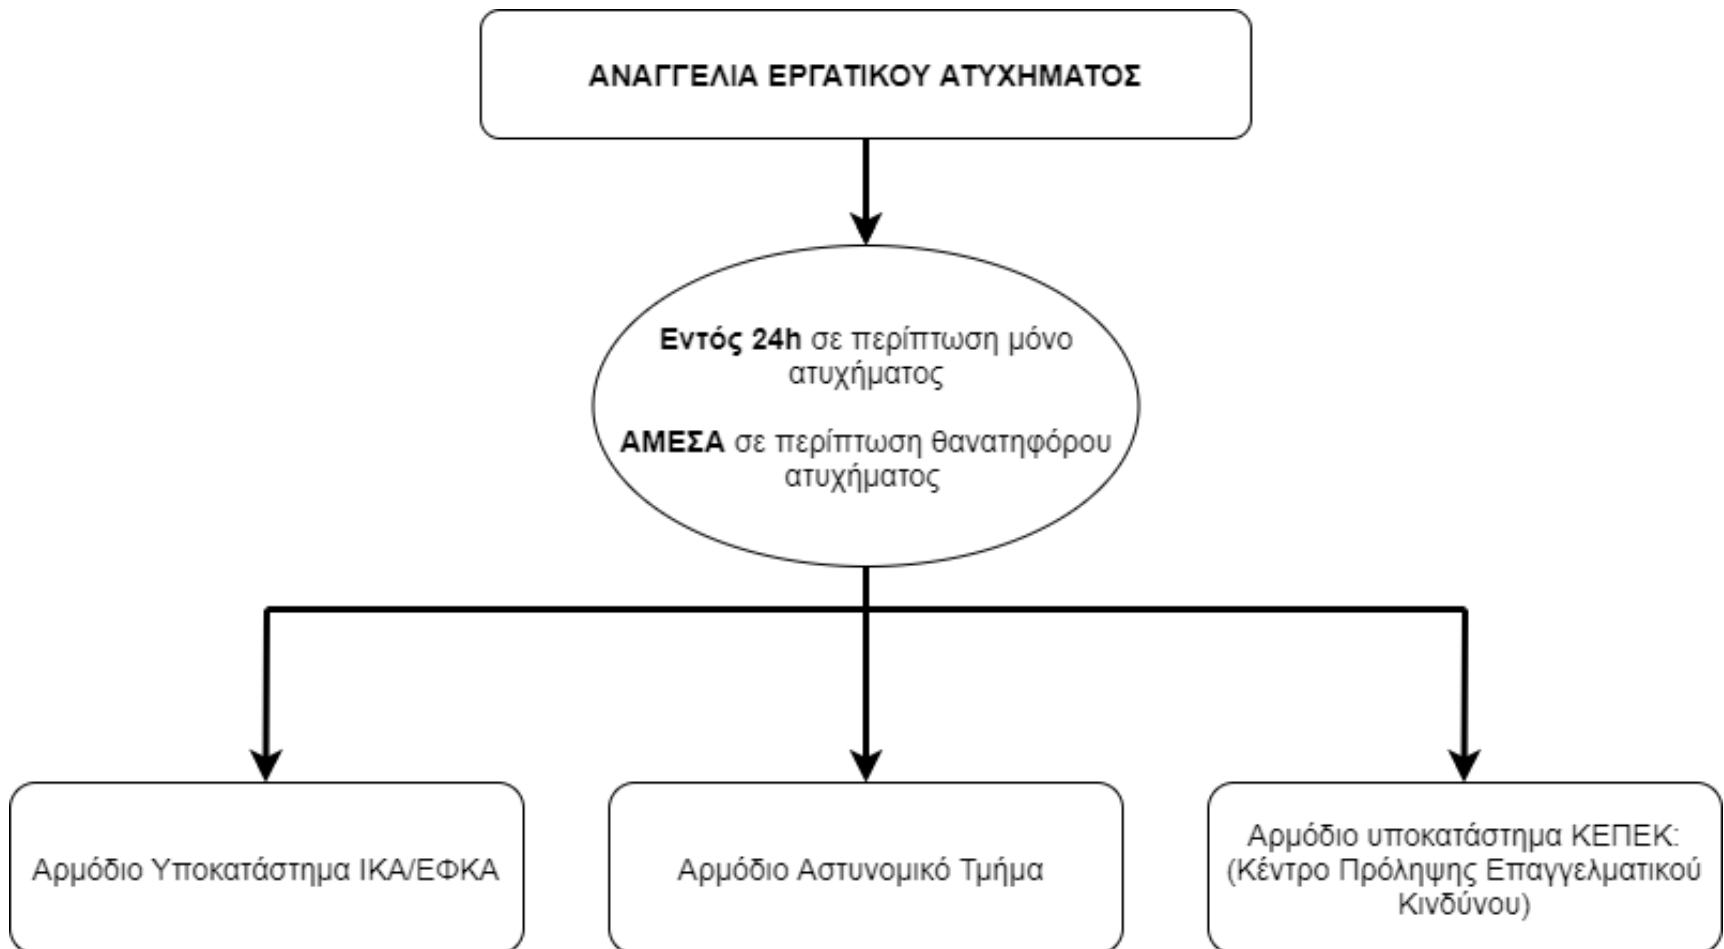 ΑΝΑΓΓΕΛΙΑ ΕΡΓΑΤΙΚΟΥ ΑΤΥΧΗΜΑΤΟΣ
Εντός 24h σε περίπτωση μόνο
ατυχήματος
ΑΜΕΣΑ σε περίπτωση θανατηφόρου
ατυχήματος
Αρμόδιο Υποκατάστημα ΙΚΑ/ΕΦΚΑ
Αρμόδιο Αστυνομικό Τμήμα
Αρμόδιο υποκατάστημα ΚΕΠΕΚ:
(Κέντρο Πρόληψης Επαγγελματικού
Κινδύνου)